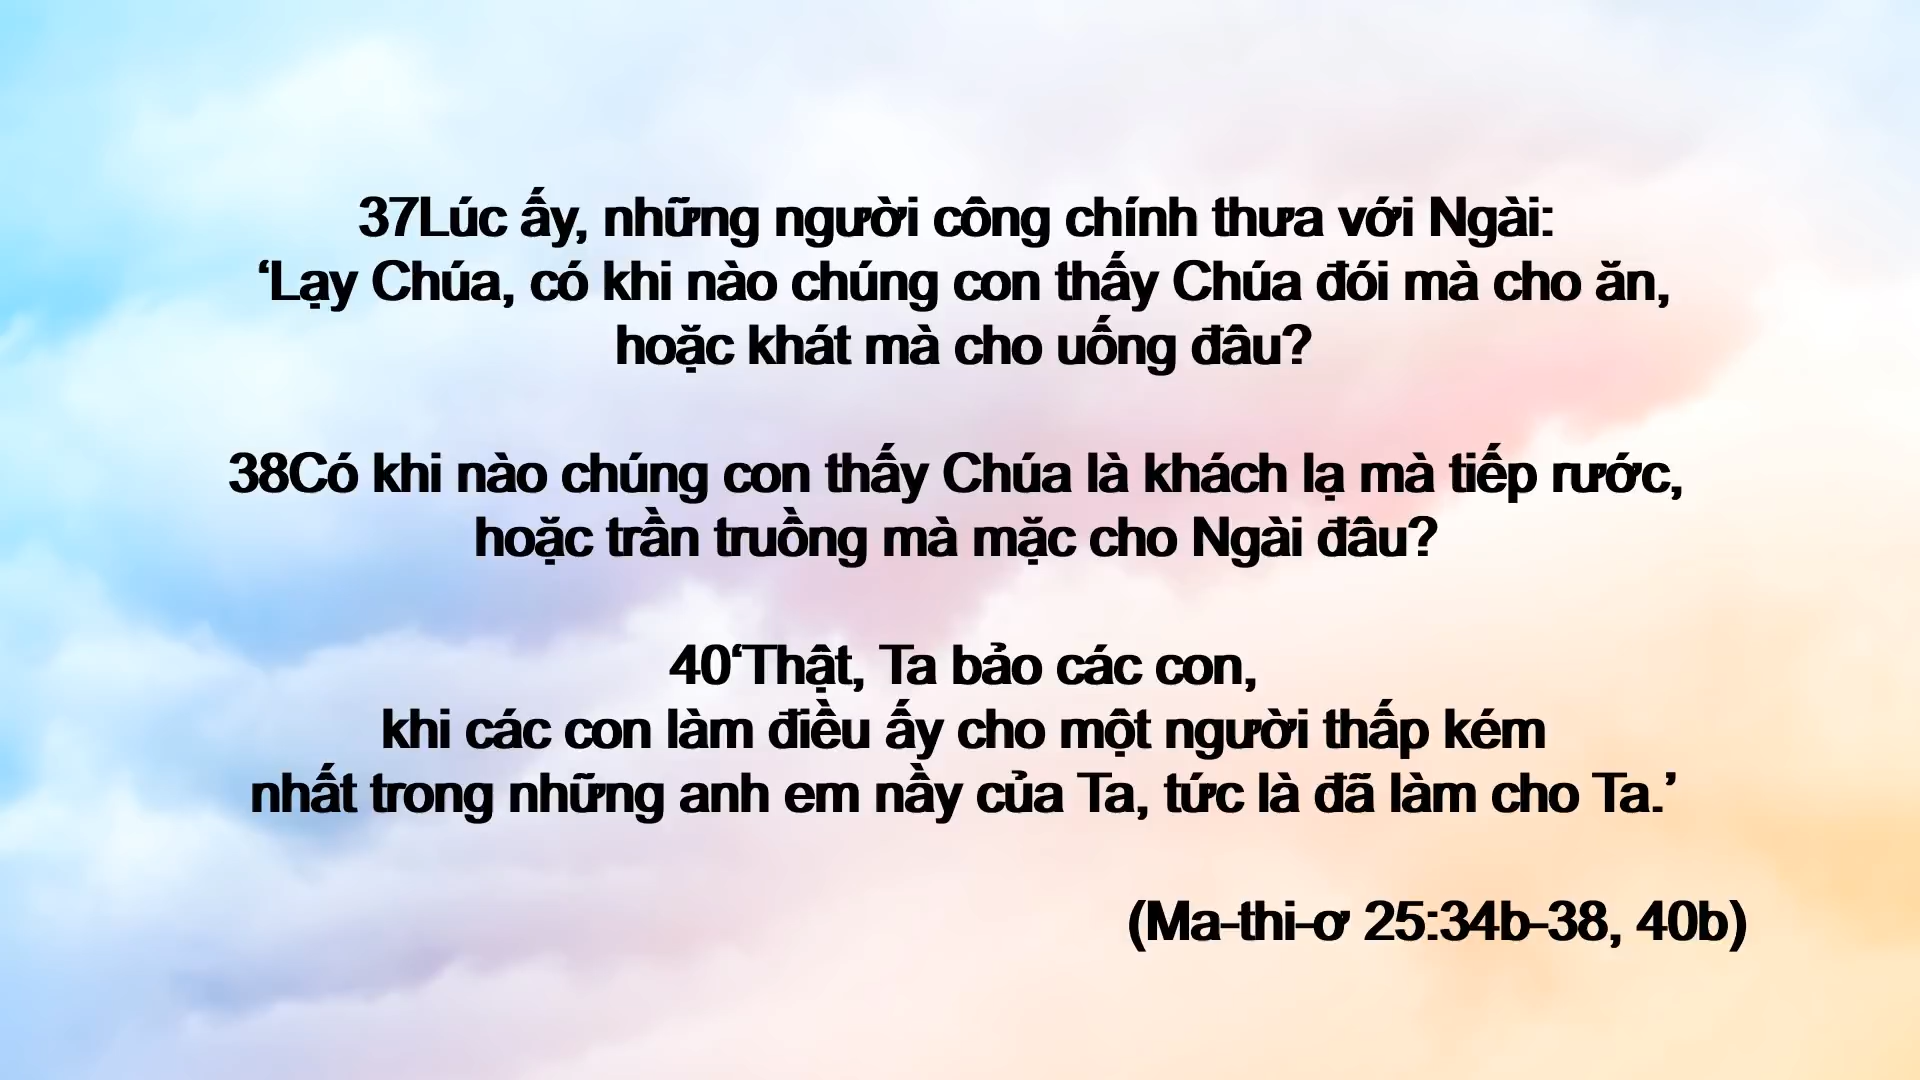 37Lúc ấy, những người công chính thưa với Ngài:
‘Lạy Chúa, có khi nào chúng con thấy Chúa đói mà cho ăn,
hoặc khát mà cho uống đâu?
38Có khi nào chúng con thấy Chúa là khách lạ mà tiếp rước,
hoặc trần truồng mà mặc cho Ngài đâu?
40‘Thật, Ta bảo các con,
khi các con làm điều ấy cho một người thấp kém
nhất trong những anh em nầy của Ta, tức là đã làm cho Ta.’
(Ma-thi-ơ 25:34b-38, 40b)